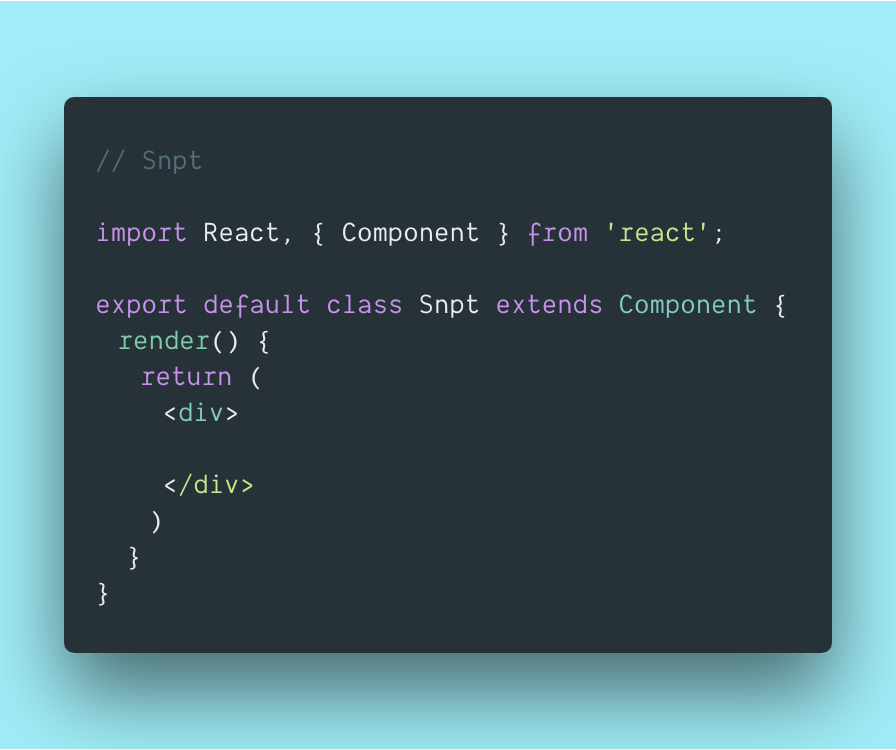 // Snpt
import React, { Component } from 'react';
export default class Snpt extends Component {
render() {
return (
<div>
</div>
)
}
}